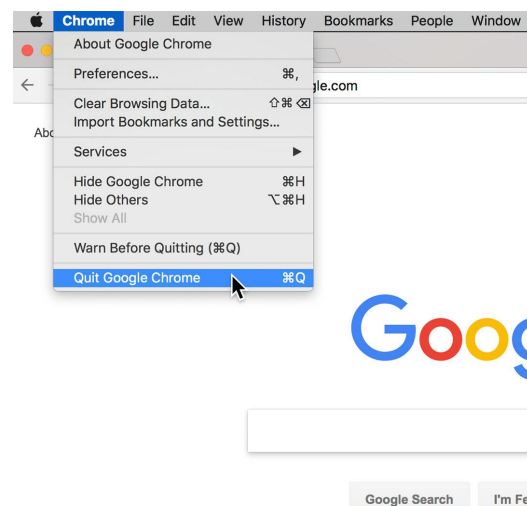 Chrome File Edit View History Bookmarks People Window
About Google Chrome
Preferences... ⌘,
gle.com
Clear Browsing Data... ⇧⌘⌫
Import Bookmarks and Settings...
Abo
Services ▶
Hide Google Chrome ⌘H
Hide Others ⌥⌘H
Show All
Warn Before Quitting (⌘Q)
Quit Google Chrome ⌘Q
Goog
Google Search I'm Fe